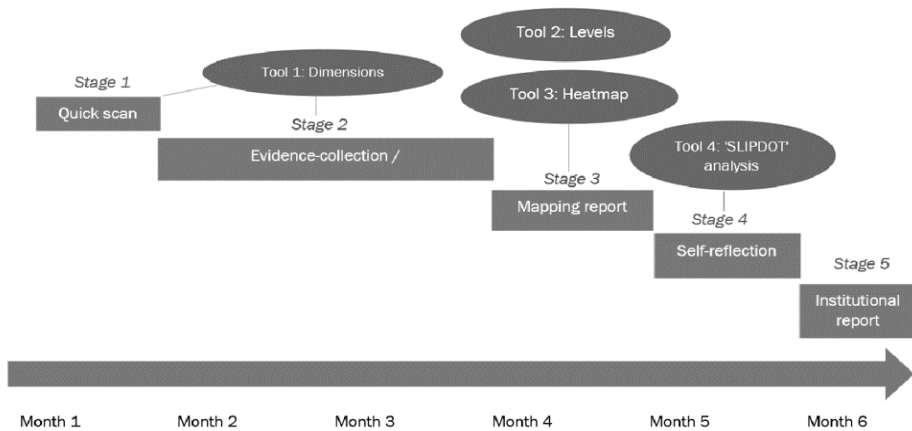 Tool 2: Levels
Stage 1
Tool 1: Dimensions
Quick scan
Tool 3: Heatmap
Stage 2
Evidence-collection /
Tool 4: 'SLIPDOT'
analysis
Stage 3
Mapping report
Stage 4
Self-reflection
Stage 5
Institutional
report
Month 1
Month 2
Month 3
Month 4
Month 5
Month 6